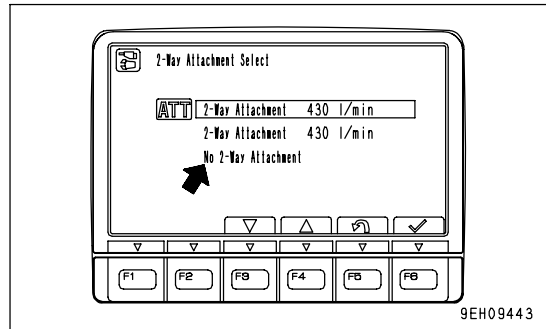 2-Way Attachment Select
ATT 2-Way Attachment 430 l/min
2-Way Attachment 430 l/min
No 2-Way Attachment
F1 F2 F3 F4 F5 F6
9EH09443